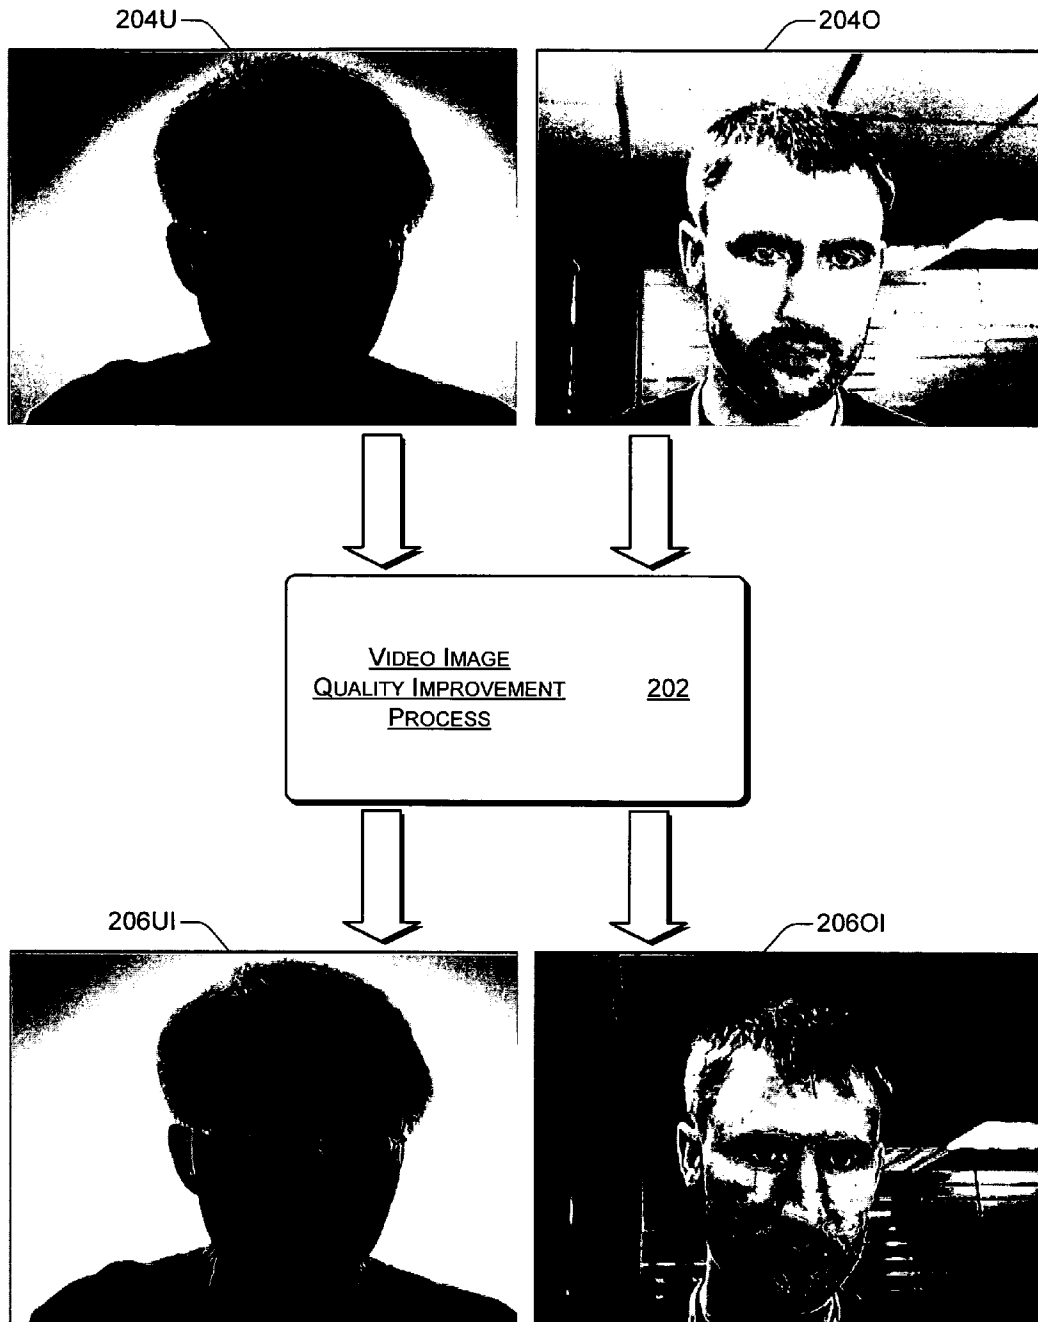 204U
204O
VIDEO IMAGE
QUALITY IMPROVEMENT
PROCESS
202
206UI
206OI